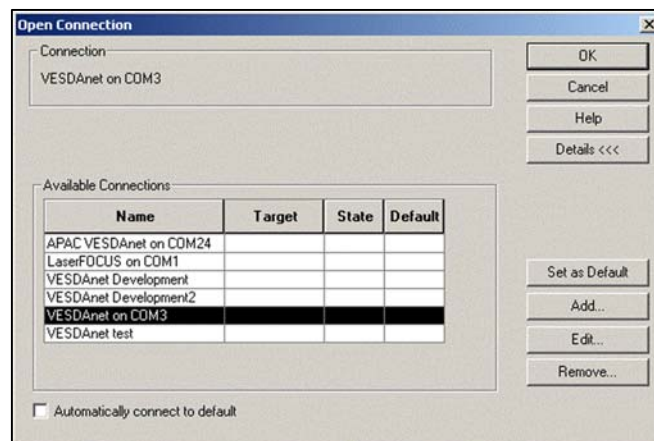 Open Connection
Connection
VESDAnet on COM3
OK
Cancel
Help
Details <<<
Available Connections
Name Target State Default
APAC VESDAnet on COM24
LaserFOCUS on COM1
VESDAnet Development
VESDAnet Development2
VESDAnet on COM3
VESDAnet test
Set as Default
Add...
Edit...
Remove...
Automatically connect to default